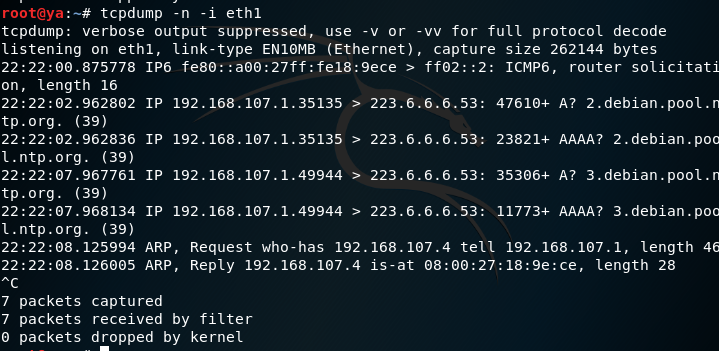 root@ya:~# tcpdump -n -i eth1
tcpdump: verbose output suppressed, use -v or -vv for full protocol decode
listening on eth1, link-type EN10MB (Ethernet), capture size 262144 bytes
22:22:00.875778 IP6 fe80::a00:27ff:fe18:9ece > ff02::2: ICMP6, router solicitati
on, length 16
22:22:02.962802 IP 192.168.107.1.35135 > 223.6.6.6.53: 47610+ A? 2.debian.pool.n
tp.org. (39)
22:22:02.962836 IP 192.168.107.1.35135 > 223.6.6.6.53: 23821+ AAAA? 2.debian.poo
l.ntp.org. (39)
22:22:07.967761 IP 192.168.107.1.49944 > 223.6.6.6.53: 35306+ A? 3.debian.pool.n
tp.org. (39)
22:22:07.968134 IP 192.168.107.1.49944 > 223.6.6.6.53: 11773+ AAAA? 3.debian.poo
l.ntp.org. (39)
22:22:08.125994 ARP, Request who-has 192.168.107.4 tell 192.168.107.1, length 46
22:22:08.126005 ARP, Reply 192.168.107.4 is-at 08:00:27:18:9e:ce, length 28
^C
7 packets captured
7 packets received by filter
0 packets dropped by kernel